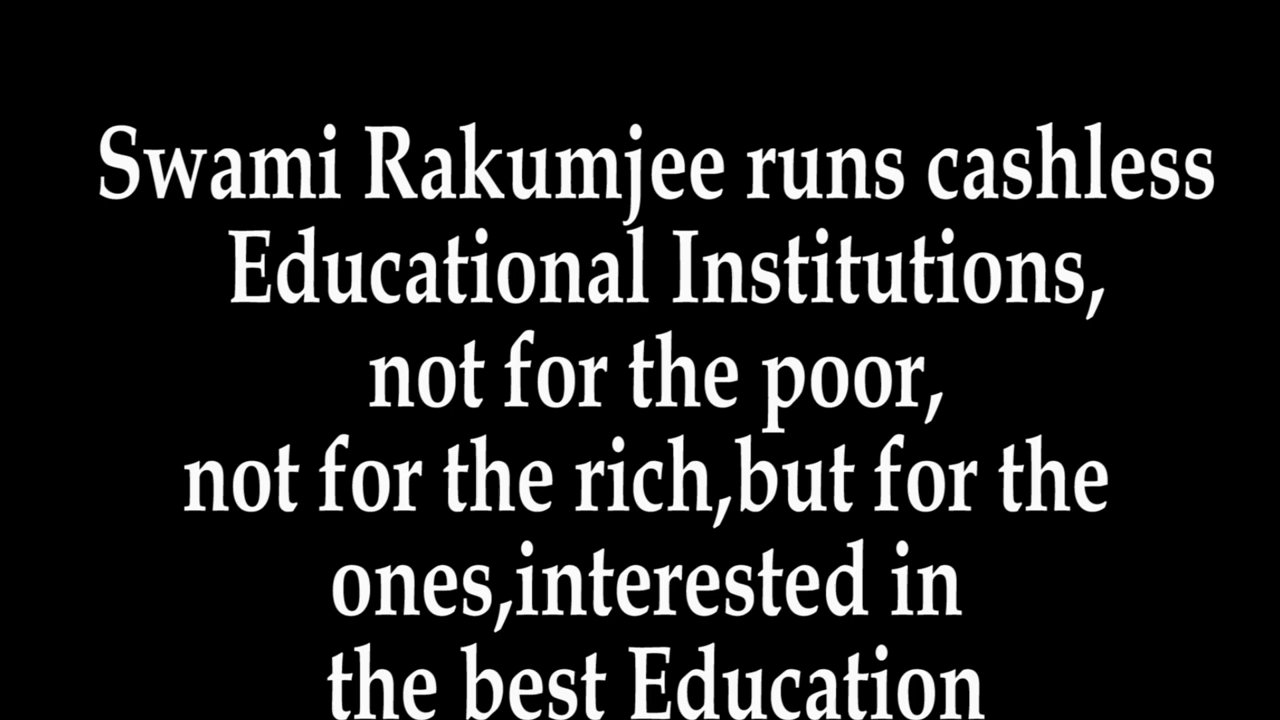 Swami Rakumjee runs cashless
Educational Institutions,
not for the poor,
not for the rich,but for the
ones,interested in
the best Education